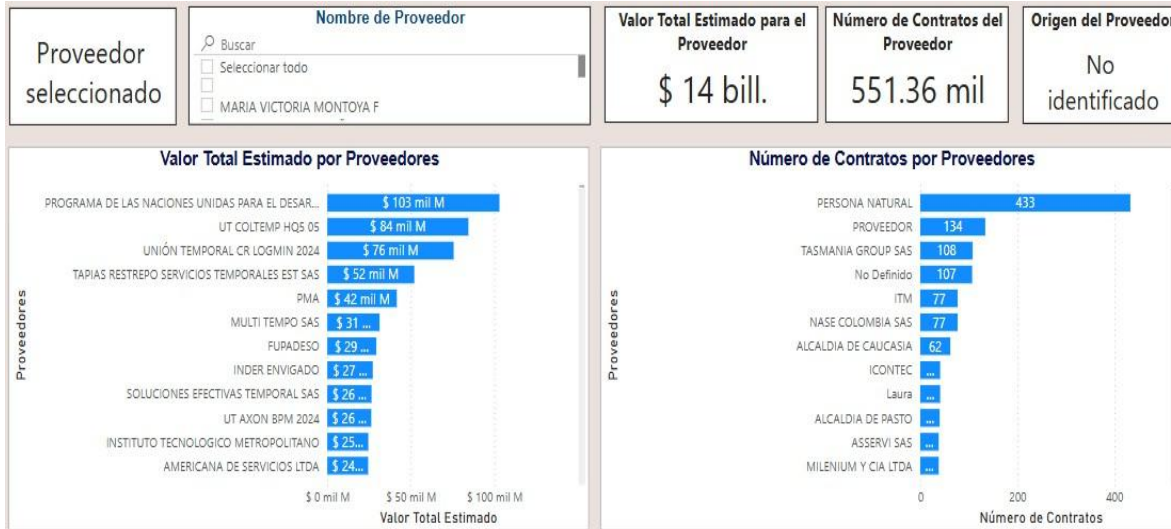 Proveedor
seleccionado
Nombre de Proveedor
Buscar
Seleccionar todo
MARIA VICTORIA MONTOYA F
Valor Total Estimado para el
Proveedor
$ 14 bill.
Número de Contratos del
Proveedor
551.36 mil
Origen del Proveedor
No
identificado
Valor Total Estimado por Proveedores
Proveedores
PROGRAMA DE LAS NACIONES UNIDAS PARA EL DESAR... $ 103 mil M
UT COLTEMP HQ5 05 $ 84 mil M
UNIÓN TEMPORAL CR LOGMIN 2024 $ 76 mil M
TAPIAS RESTREPO SERVICIOS TEMPORALES EST SAS $ 52 mil M
PMA $ 42 mil M
MULTI TEMPO SAS $ 31 ...
FUPADESO $ 29 ...
INDER ENVIGADO $ 27 ...
SOLUCIONES EFECTIVAS TEMPORAL SAS $ 26 ...
UT AXON BPM 2024 $ 26 ...
INSTITUTO TECNOLOGICO METROPOLITANO $ 25...
AMERICANA DE SERVICIOS LTDA $ 24...
$ 0 mil M $ 50 mil M $ 100 mil M
Valor Total Estimado
Número de Contratos por Proveedores
Proveedores
PERSONA NATURAL 433
PROVEEDOR 134
TASMANIA GROUP SAS 108
No Definido 107
ITM 77
NASE COLOMBIA SAS 77
ALCALDIA DE CAUCASIA 62
ICONTEC ...
Laura ...
ALCALDIA DE PASTO ...
ASSERVI SAS ...
MILENIUM Y CIA LTDA ...
0 200 400
Número de Contratos